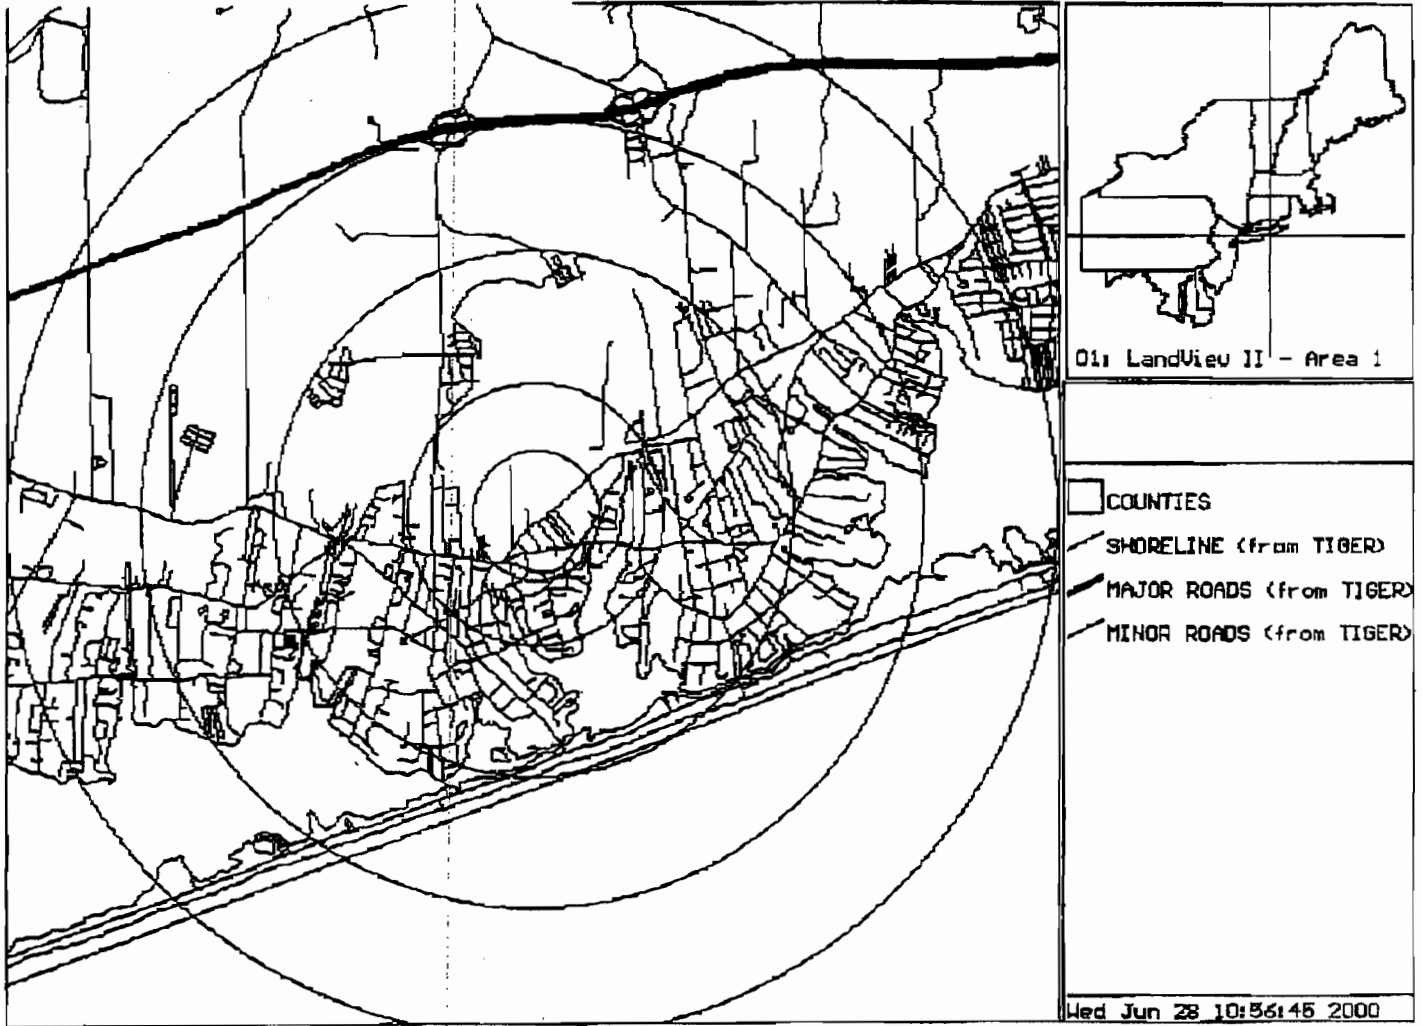 01: LandView II - Area 1
COUNTIES
SHORELINE (from TIGER)
MAJOR ROADS (from TIGER)
MINOR ROADS (from TIGER)
Wed Jun 28 10:56:45 2000